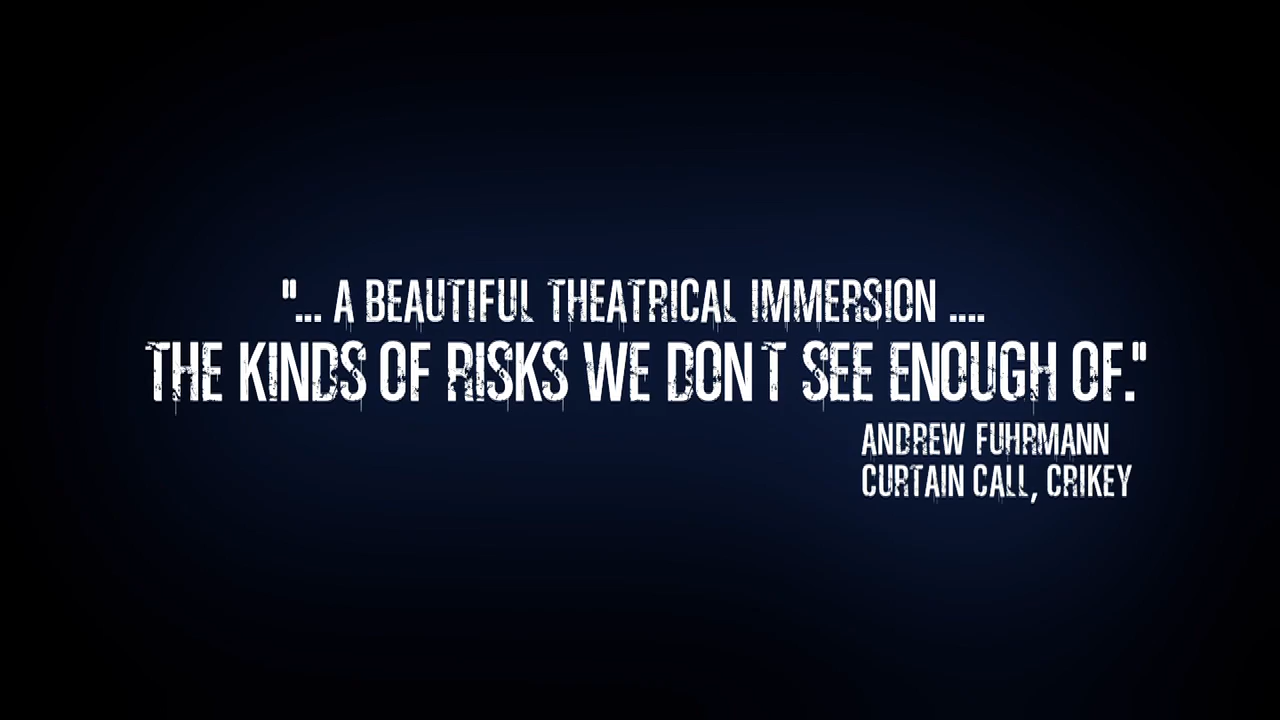 "... A BEAUTIFUL THEATRICAL IMMERSION ....
THE KINDS OF RISKS WE DON T SEE ENOUGH OF."
ANDREW FUHRMANN
CURTAIN CALL, CRIKEY